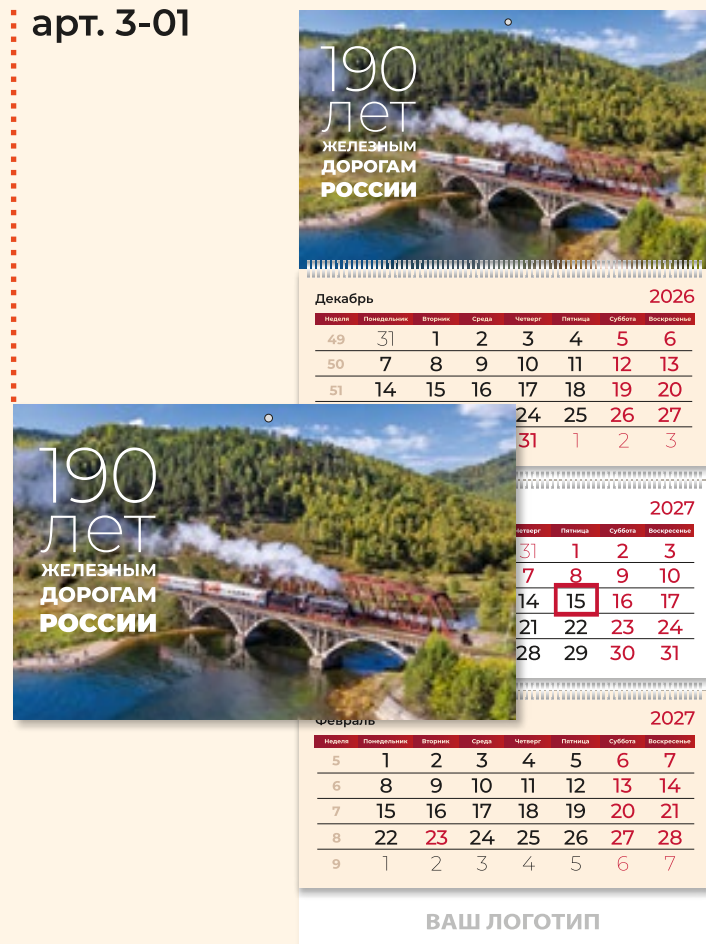 арт. 3-01
190
лет
ЖЕЛЕЗНЫМ
ДОРОГАМ
РОССИИ
Декабрь 2026
Неделя Понедельник Вторник Среда Четверг Пятница Суббота Воскресенье
49 31 1 2 3 4 5 6
50 7 8 9 10 11 12 13
51 14 15 16 17 18 19 20
24 25 26 27
31 1 2 3
190
лет
ЖЕЛЕЗНЫМ
ДОРОГАМ
РОССИИ
2027
Четверг Пятница Суббота Воскресенье
31 1 2 3
7 8 9 10
14 15 16 17
21 22 23 24
28 29 30 31
Февраль 2027
Неделя Понедельник Вторник Среда Четверг Пятница Суббота Воскресенье
5 1 2 3 4 5 6 7
6 8 9 10 11 12 13 14
7 15 16 17 18 19 20 21
8 22 23 24 25 26 27 28
9 1 2 3 4 5 6 7
ВАШ ЛОГОТИП